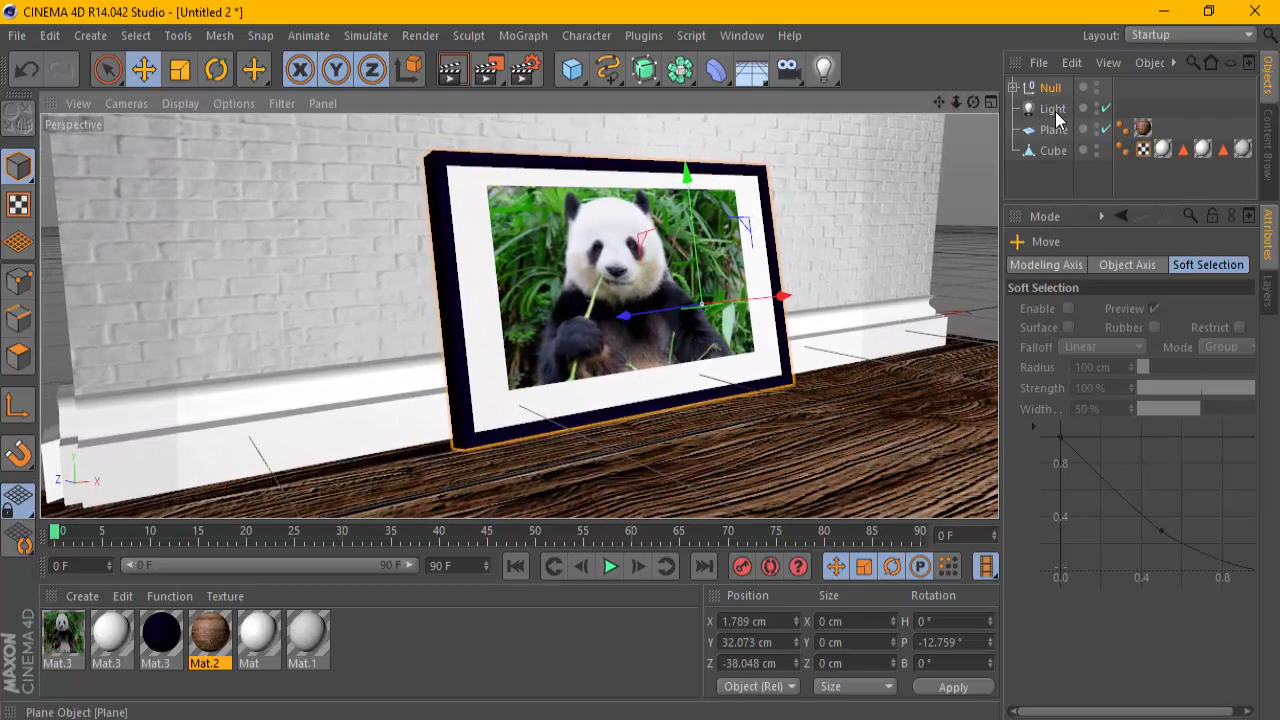 CINEMA 4D R14.042 Studio - [Untitled 2 *]
File Edit Create Select Tools Mesh Snap Animate Simulate Render Sculpt MoGraph Character Plugins Script Window Help Layout: Startup
File Edit View Objec
View Cameras Display Options Filter Panel
Perspective
Null
Light
Plane
Cube
Objects
Content Brow
Mode
Move
Modeling Axis Object Axis Soft Selection
Soft Selection
Enable Preview
Surface Rubber Restrict
Falloff Linear Mode Group
Radius 100 cm
Strength 100 %
Width . . 50 %
0.8
0.4
0.0 0.4 0.8
Attributes
Layers
Y
Z X
0 5 10 15 20 25 30 35 40 45 50 55 60 65 70 75 80 85 90 0 F
0 F 0 F 90 F 90 F
Create Edit Function Texture
Mat.3 Mat.3 Mat.3 Mat.2 Mat Mat.1
Position Size Rotation
X 1.789 cm X 0 cm H 0 °
Y 32.073 cm Y 0 cm P -12.759 °
Z -38.048 cm Z 0 cm B 0 °
Object (Rel) Size Apply
MAXON CINEMA 4D
Plane Object [Plane]